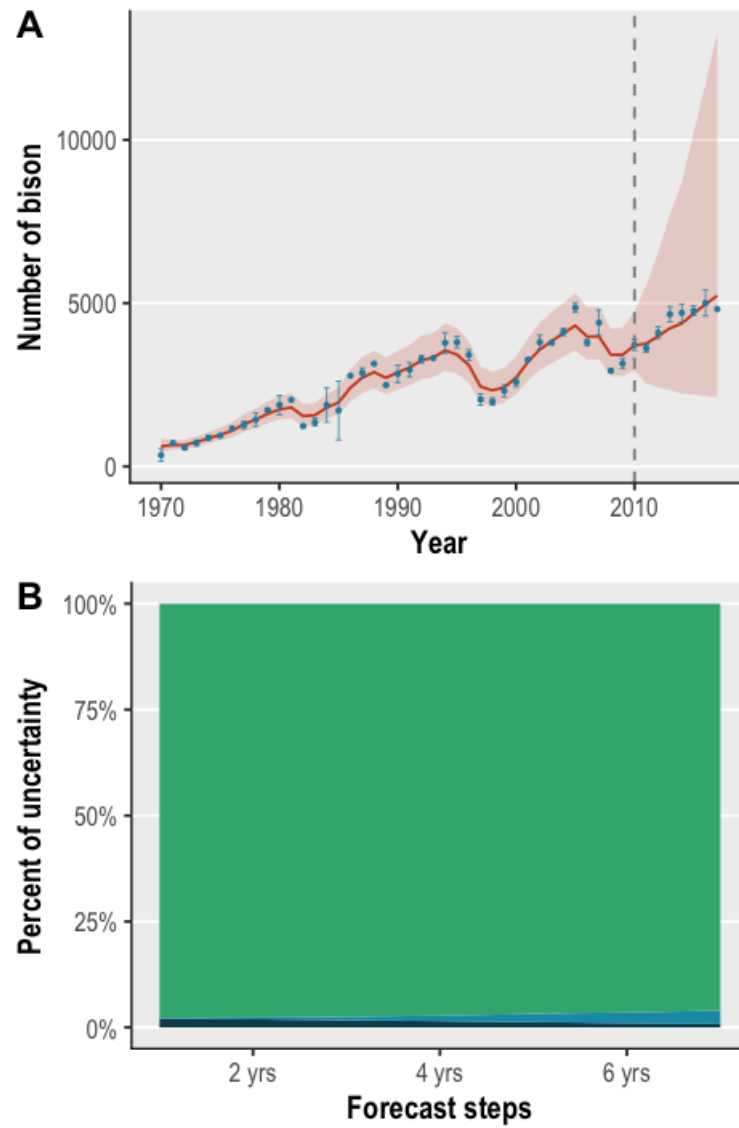 A
Number of bison
10000
5000
0
1970
1980
1990
2000
2010
Year
B
Percent of uncertainty
100%
75%
50%
25%
0%
2 yrs
4 yrs
6 yrs
Forecast steps